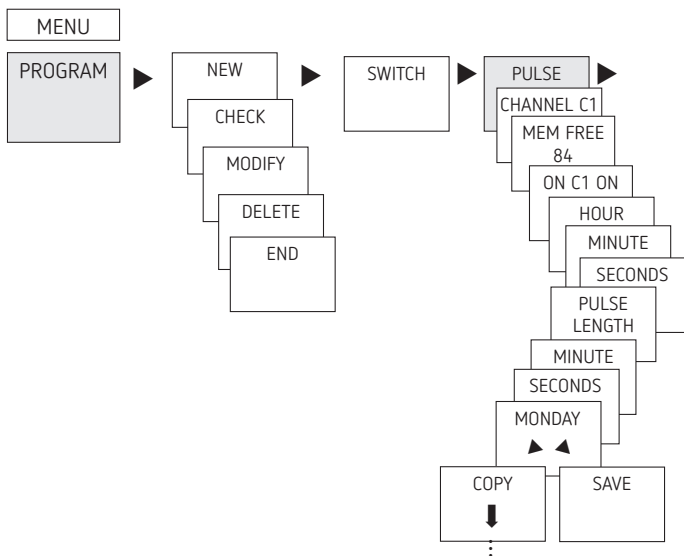 MENU
PROGRAM
NEW
CHECK
MODIFY
DELETE
END
SWITCH
PULSE
CHANNEL C1
MEM FREE
84
ON C1 ON
HOUR
MINUTE
SECONDS
PULSE
LENGTH
MINUTE
SECONDS
MONDAY
COPY
SAVE